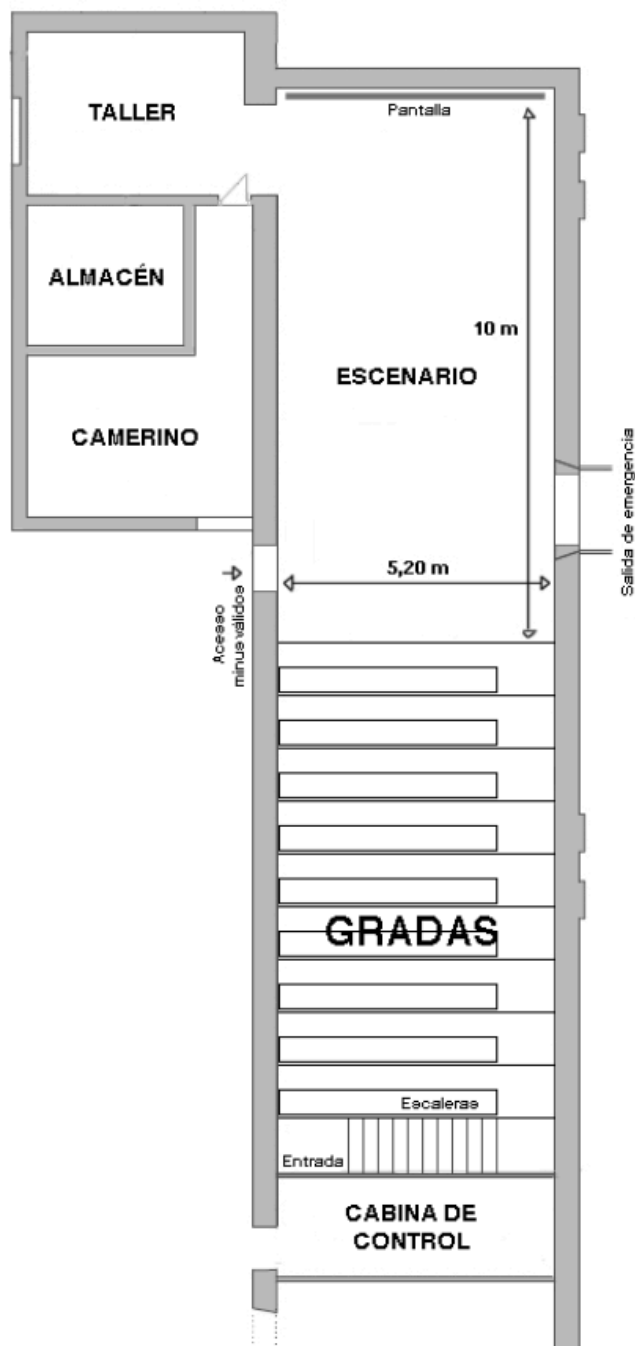 TALLER
Pantalla
ALMACÉN
10 m
ESCENARIO
CAMERINO
Salida de emergencia
5,20 m
Acceso
minusválidos
GRADAS
Escaleras
Entrada
CABINA DE
CONTROL